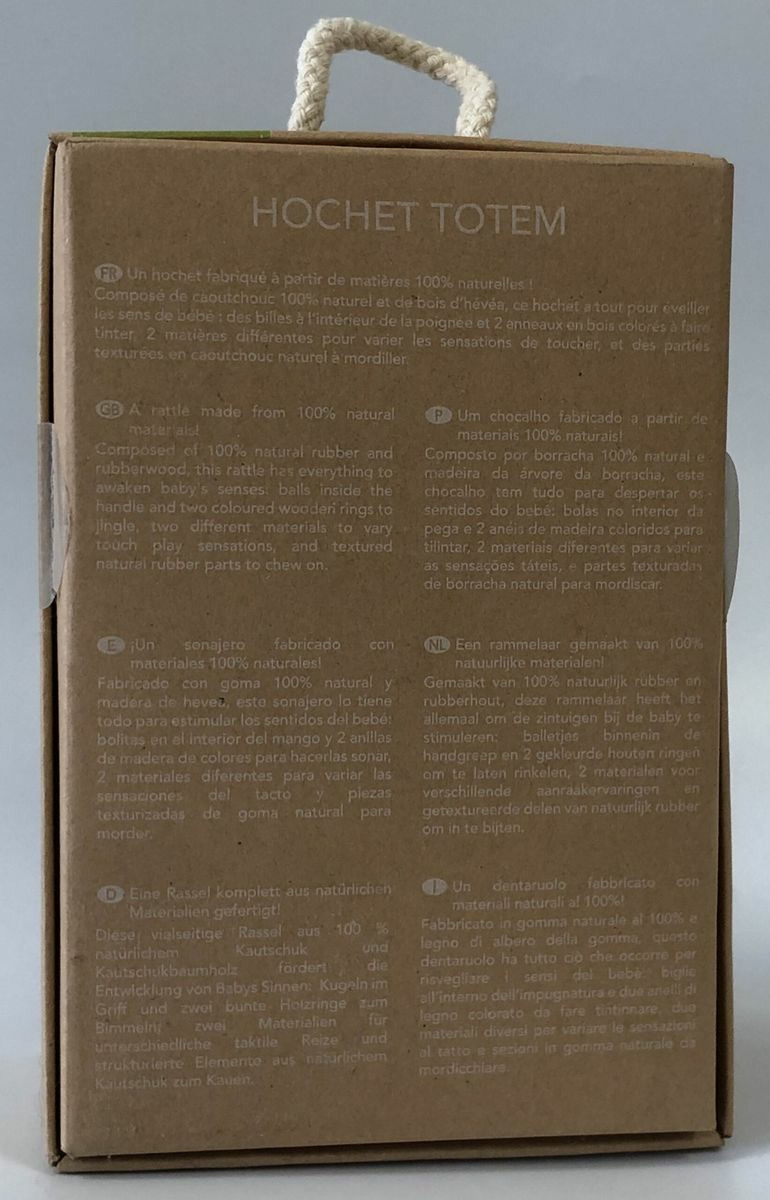 HOCHET TOTEM
FR Un hochet fabriqué à partir de matières 100% naturelles !
Composé de caoutchouc 100% naturel et de bois d'hévéa, ce hochet a tout pour éveiller
les sens de bébé : des billes à l'intérieur de la poignée et 2 anneaux en bois colorés à faire
tinter, 2 matières différentes pour varier les sensations de toucher, et des parties
texturées en caoutchouc naturel à mordiller.
GB A rattle made from 100% natural
materials!
Composed of 100% natural rubber and
rubberwood, this rattle has everything to
awaken baby's senses: balls inside the
handle and two coloured wooden rings to
jingle, two different materials to vary
touch play sensations, and textured
natural rubber parts to chew on.
P Um chocalho fabricado a partir de
materiais 100% naturais!
Composto por borracha 100% natural e
madeira da árvore da borracha, este
chocalho tem tudo para despertar os
sentidos do bebé: bolas no interior da
pega e 2 anéis de madeira coloridos para
tilintar, 2 materiais diferentes para variar
as sensações táteis, e partes texturadas
de borracha natural para mordiscar.
E ¡Un sonajero fabricado con
materiales 100% naturales!
Fabricado con goma 100% natural y
madera de hevea, este sonajero lo tiene
todo para estimular los sentidos del bebé:
bolitas en el interior del mango y 2 anillas
de madera de colores para hacerlas sonar,
2 materiales diferentes para variar las
sensaciones del tacto y piezas
texturizadas de goma natural para
morder.
NL Een rammelaar gemaakt van 100%
natuurlijke materialen!
Gemaakt van 100% natuurlijk rubber en
rubberhout, deze rammelaar heeft het
allemaal om de zintuigen bij de baby te
stimuleren: balletjes binnenin de
handgreep en 2 gekleurde houten ringen
om te laten rinkelen, 2 materialen voor
verschillende aanraakervaringen en
getextureerde delen van natuurlijk rubber
om in te bijten.
D Eine Rassel komplett aus natürlichen
Materialien gefertigt!
Diese vielseitige Rassel aus 100 %
natürlichem Kautschuk und
Kautschukbaumholz fördert die
Entwicklung von Babys Sinnen: Kugeln im
Griff und zwei bunte Holzringe zum
Bimmeln, zwei Materialien für
unterschiedliche taktile Reize und
strukturierte Elemente aus natürlichem
Kautschuk zum Kauen.
I Un dentaruolo fabbricato con
materiali naturali al 100%!
Fabbricato in gomma naturale al 100% e
legno di albero della gomma, questo
dentaruolo ha tutto ciò che occorre per
risvegliare i sensi del bebè: biglie
all'interno dell'impugnatura e due anelli di
legno colorato da fare tintinnare, due
materiali diversi per variare le sensazioni
al tatto e sezioni in gomma naturale da
mordicchiare.